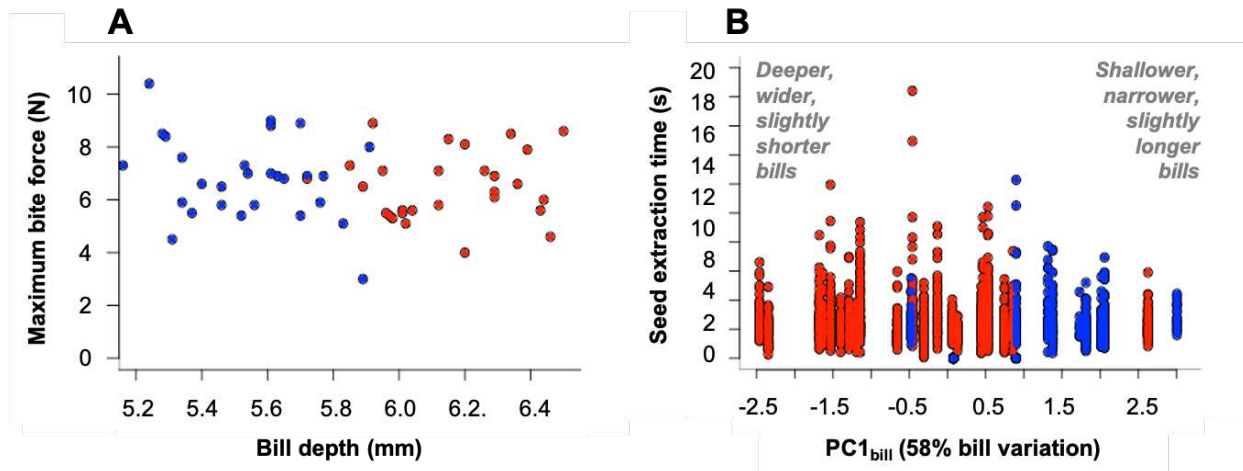 A
Maximum bite force (N)
10
8
6
4
2
0
5.2 5.4 5.6 5.8 6.0 6.2. 6.4
Bill depth (mm)
B
Seed extraction time (s)
20
18
16
14
12
10
8
4
2
0
Deeper,
wider,
slightly
shorter
bills
Shallower,
narrower,
slightly
longer
bills
-2.5 -1.5 -0.5 0.5 1.5 2.5
PC1bill (58% bill variation)